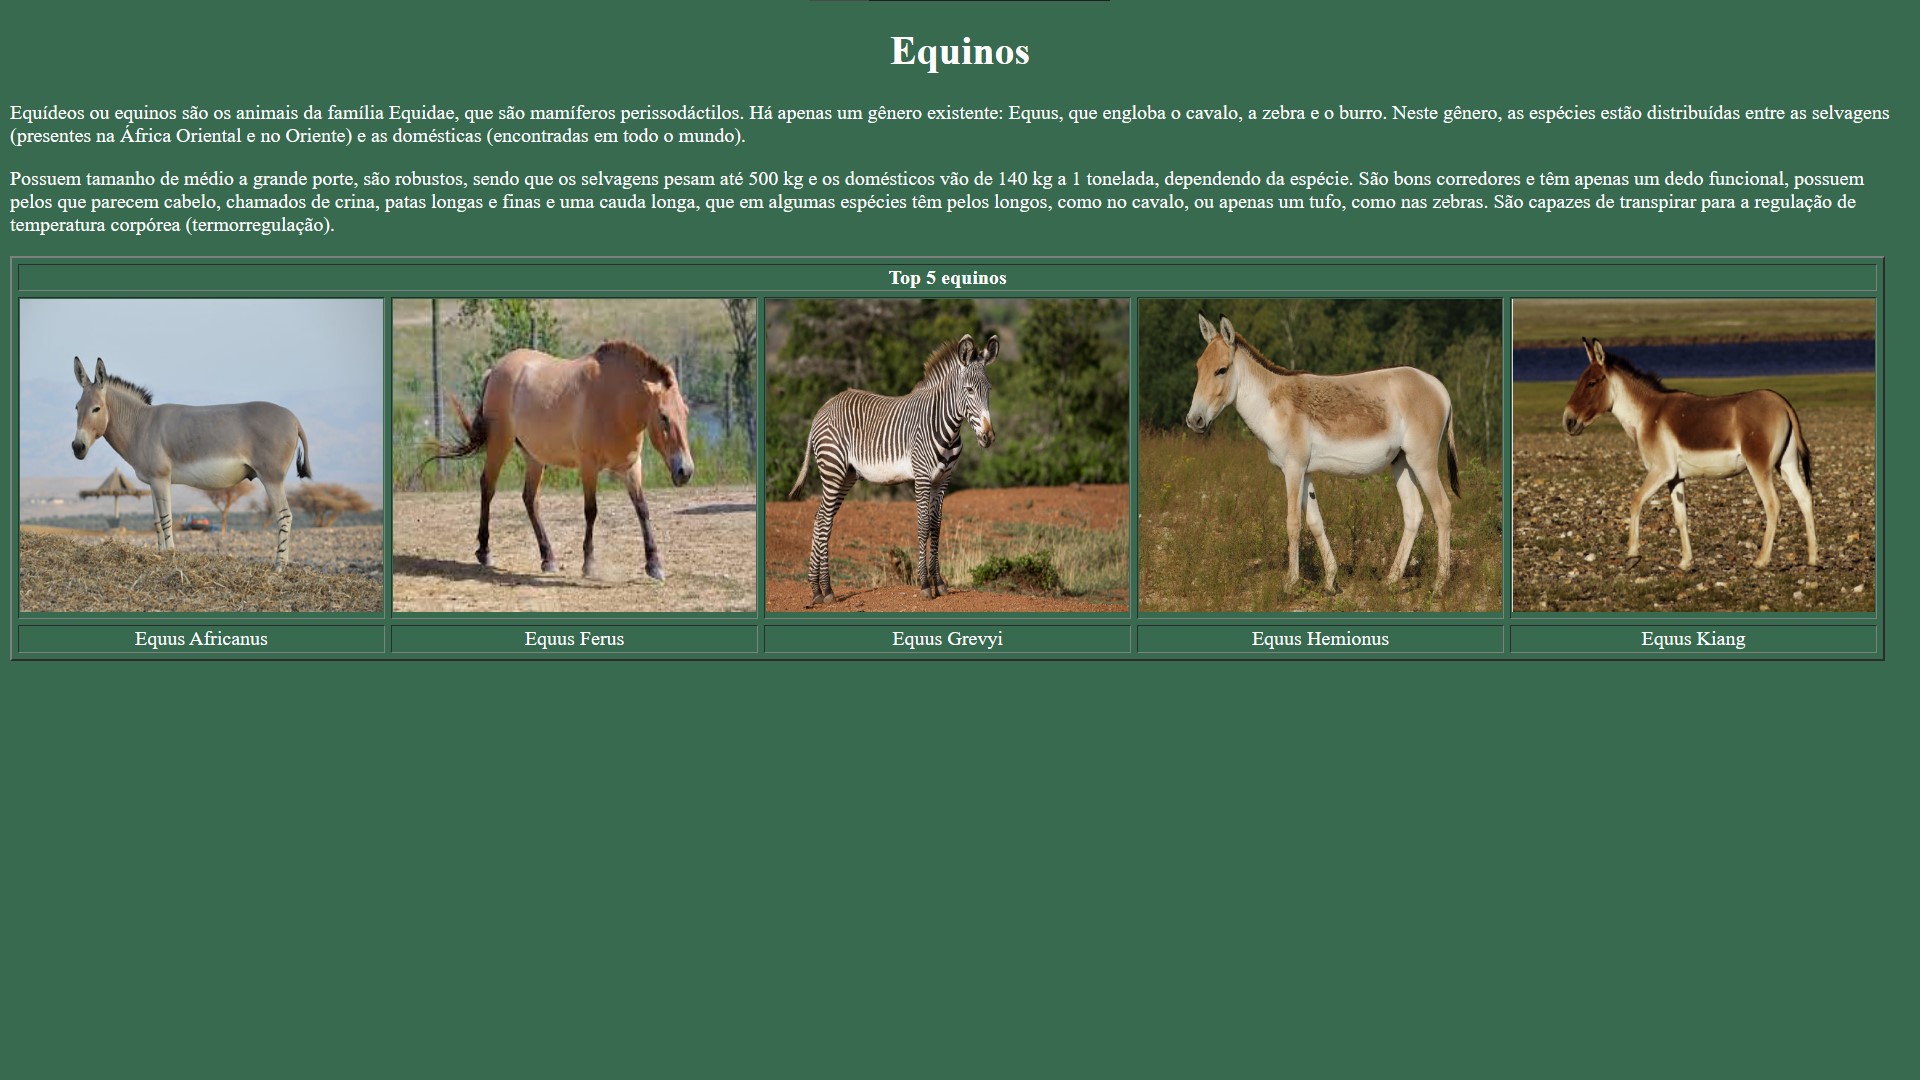 Equinos
Equídeos ou equinos são os animais da família Equidae, que são mamíferos perissodáctilos. Há apenas um gênero existente: Equus, que engloba o cavalo, a zebra e o burro. Neste gênero, as espécies estão distribuídas entre as selvagens
(presentes na África Oriental e no Oriente) e as domésticas (encontradas em todo o mundo).
Possuem tamanho de médio a grande porte, são robustos, sendo que os selvagens pesam até 500 kg e os domésticos vão de 140 kg a 1 tonelada, dependendo da espécie. São bons corredores e têm apenas um dedo funcional, possuem
pelos que parecem cabelo, chamados de crina, patas longas e finas e uma cauda longa, que em algumas espécies têm pelos longos, como no cavalo, ou apenas um tufo, como nas zebras. São capazes de transpirar para a regulação de
temperatura corpórea (termorregulação).
Top 5 equinos
Equus Africanus
Equus Ferus
Equus Grevyi
Equus Hemionus
Equus Kiang